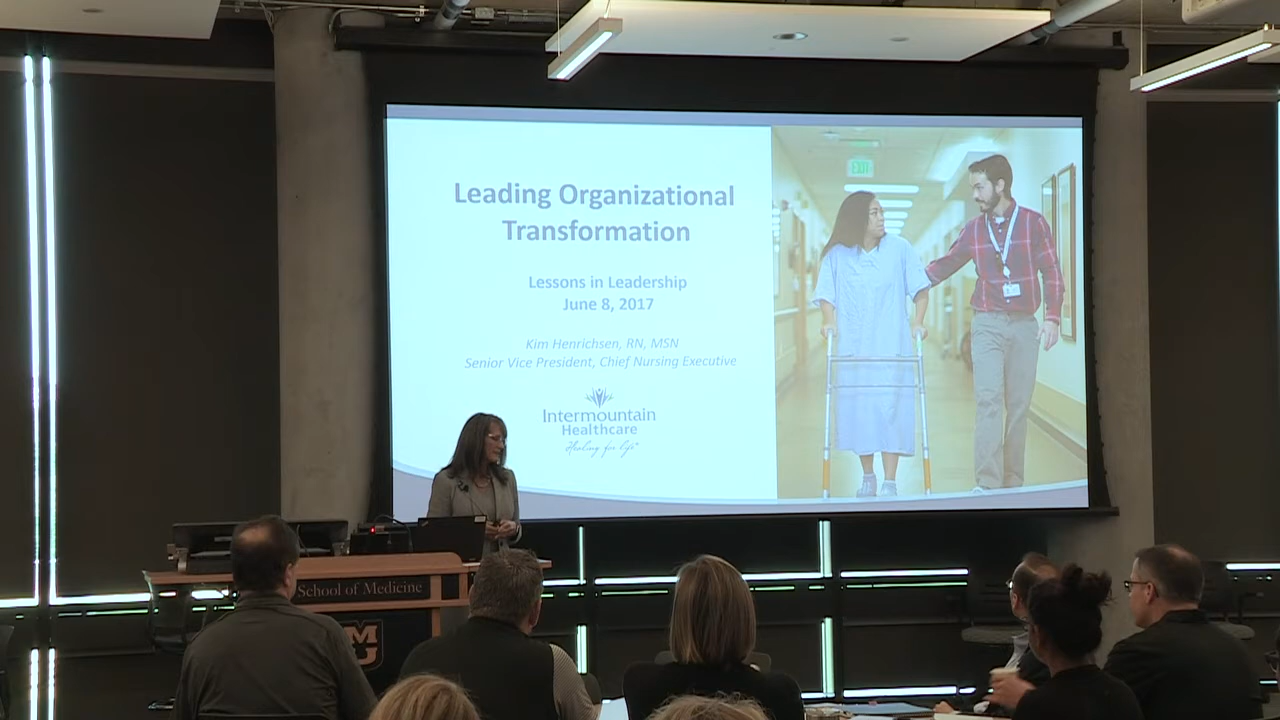 EXIT
Leading Organizational
Transformation
Lessons in Leadership
June 8, 2017
Kim Henrichsen, RN, MSN
Senior Vice President, Chief Nursing Executive
Intermountain
Healthcare
Healing for life
School of Medicine
MU